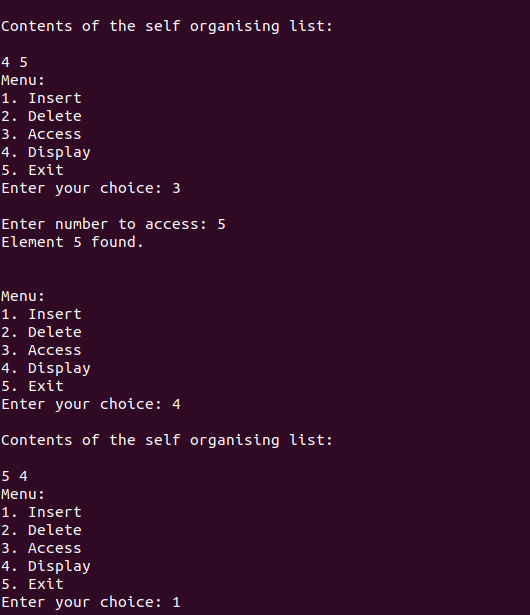 Contents of the self organising list:
4 5
Menu:
1. Insert
2. Delete
3. Access
4. Display
5. Exit
Enter your choice: 3
Enter number to access: 5
Element 5 found.
Menu:
1. Insert
2. Delete
3. Access
4. Display
5. Exit
Enter your choice: 4
Contents of the self organising list:
5 4
Menu:
1. Insert
2. Delete
3. Access
4. Display
5. Exit
Enter your choice: 1